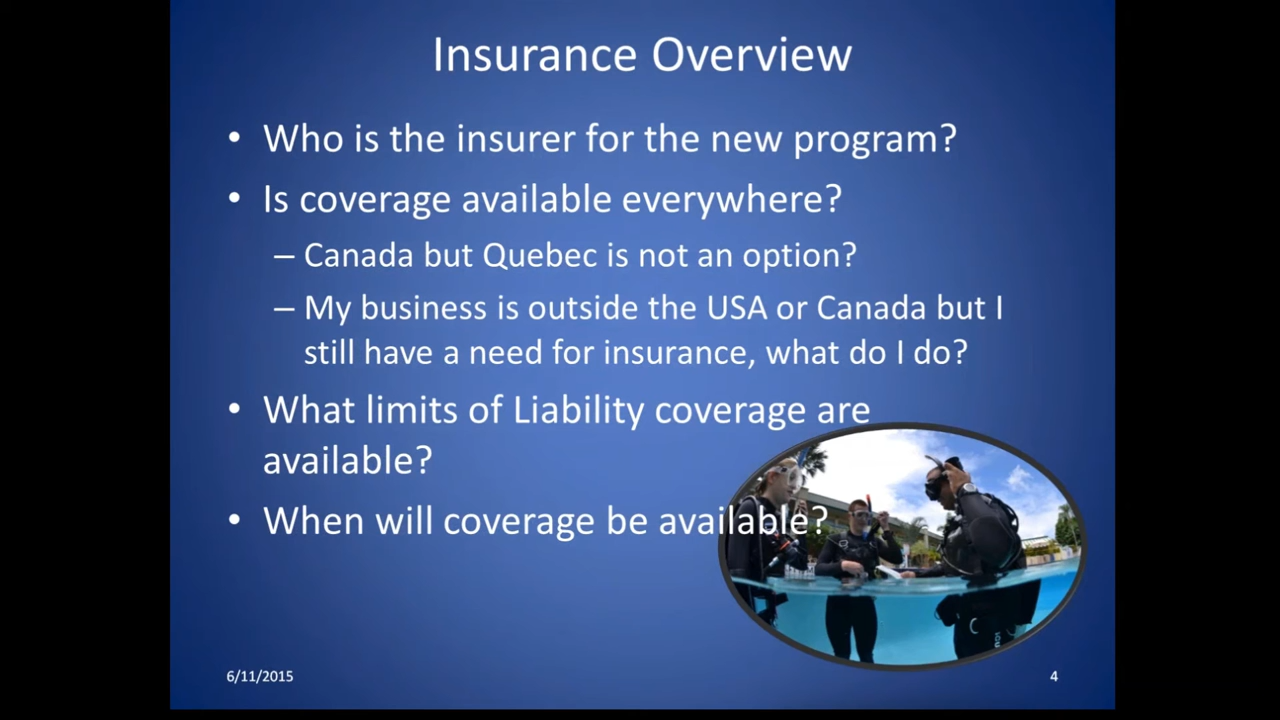 Insurance Overview
• Who is the insurer for the new program?
• Is coverage available everywhere?
– Canada but Quebec is not an option?
– My business is outside the USA or Canada but I
still have a need for insurance, what do I do?
• What limits of Liability coverage are
available?
• When will coverage be available?
6/11/2015
4